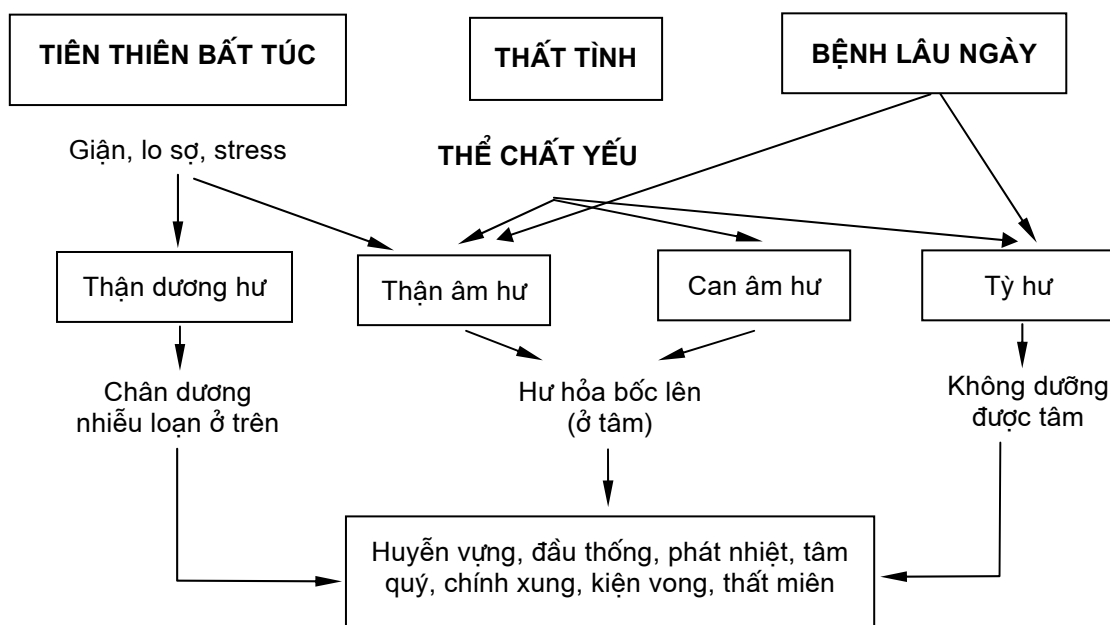 TIÊN THIÊN BẤT TÚC
THẤT TÌNH
BỆNH LÂU NGÀY
Giận, lo sợ, stress
THỂ CHẤT YẾU
Thận dương hư
Thận âm hư
Can âm hư
Tỳ hư
Chân dương
nhiễu loạn ở trên
Hư hỏa bốc lên
(ở tâm)
Không dưỡng
được tâm
Huyễn vựng, đầu thống, phát nhiệt, tâm
quý, chính xung, kiện vong, thất miên